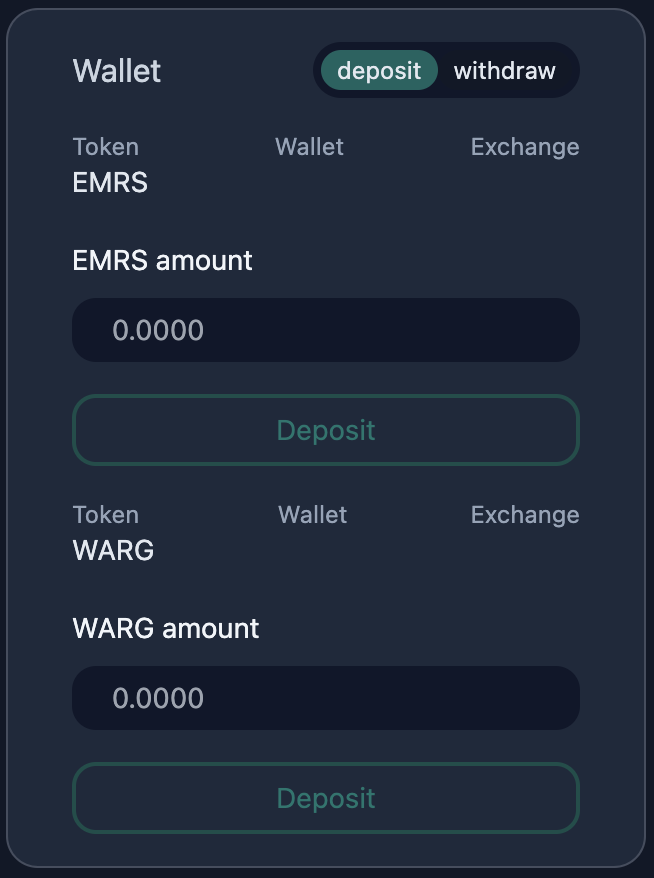 Wallet deposit withdraw
Token Wallet Exchange
EMRS
EMRS amount
0.0000
Deposit
Token Wallet Exchange
WARG
WARG amount
0.0000
Deposit